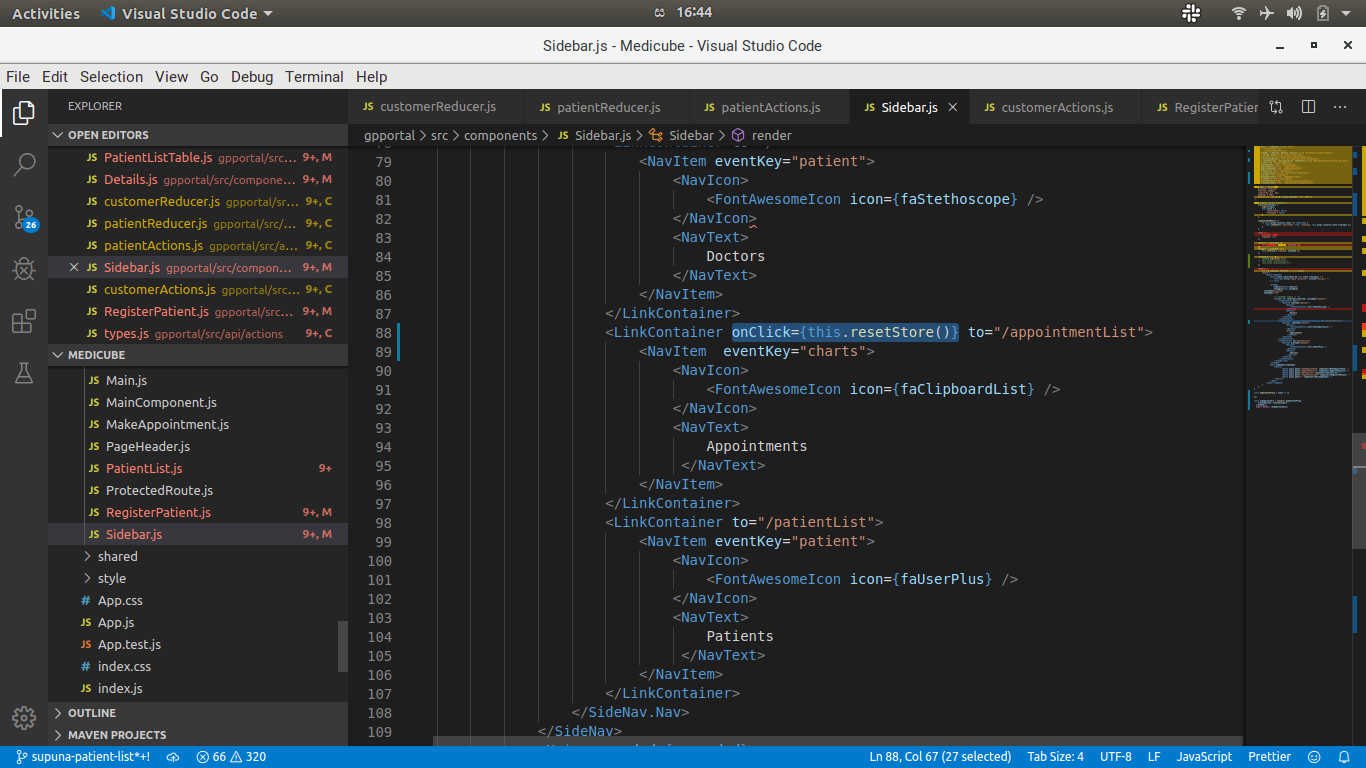 Activities Visual Studio Code 16:44
Sidebar.js - Medicube - Visual Studio Code
File Edit Selection View Go Debug Terminal Help
EXPLORER
OPEN EDITORS
JS PatientListTable.js gpportal/src... 9+, M
JS Details.js gpportal/src/compone... 9+, M
JS customerReducer.js gpportal/sr... 9+, C
JS patientReducer.js gpportal/src/... 9+, C
JS patientActions.js gpportal/src/a... 9+, C
JS Sidebar.js gpportal/src/compon... 9+, M
JS customerActions.js gpportal/src... 9+, C
JS RegisterPatient.js gpportal/src/... 9+, M
JS types.js gpportal/src/api/actions 9+, C
MEDICUBE
JS Main.js
JS MainComponent.js
JS MakeAppointment.js
JS PageHeader.js
JS PatientList.js 9+
JS ProtectedRoute.js
JS RegisterPatient.js 9+, M
JS Sidebar.js 9+, M
shared
style
# App.css
JS App.js
JS App.test.js
# index.css
JS index.js
OUTLINE
MAVEN PROJECTS
26
JS customerReducer.js JS patientReducer.js JS patientActions.js JS Sidebar.js JS customerActions.js JS RegisterPatier
gpportal > src > components > JS Sidebar.js > Sidebar > render
79 <NavItem eventKey="patient">
80 <NavIcon>
81 <FontAwesomeIcon icon={faStethoscope} />
82 </NavIcon>
83 <NavText>
84 Doctors
85 </NavText>
86 </NavItem>
87 </LinkContainer>
88 <LinkContainer onClick={this.resetStore()} to="/appointmentList">
89 <NavItem  eventKey="charts">
90 <NavIcon>
91 <FontAwesomeIcon icon={faClipboardList} />
92 </NavIcon>
93 <NavText>
94 Appointments
95 </NavText>
96 </NavItem>
97 </LinkContainer>
98 <LinkContainer to="/patientList">
99 <NavItem eventKey="patient">
100 <NavIcon>
101 <FontAwesomeIcon icon={faUserPlus} />
102 </NavIcon>
103 <NavText>
104 Patients
105 </NavText>
106 </NavItem>
107 </LinkContainer>
108 </SideNav.Nav>
109 </SideNav>
supuna-patient-list*+! 66 320 Ln 88, Col 67 (27 selected) Tab Size: 4 UTF-8 LF JavaScript Prettier